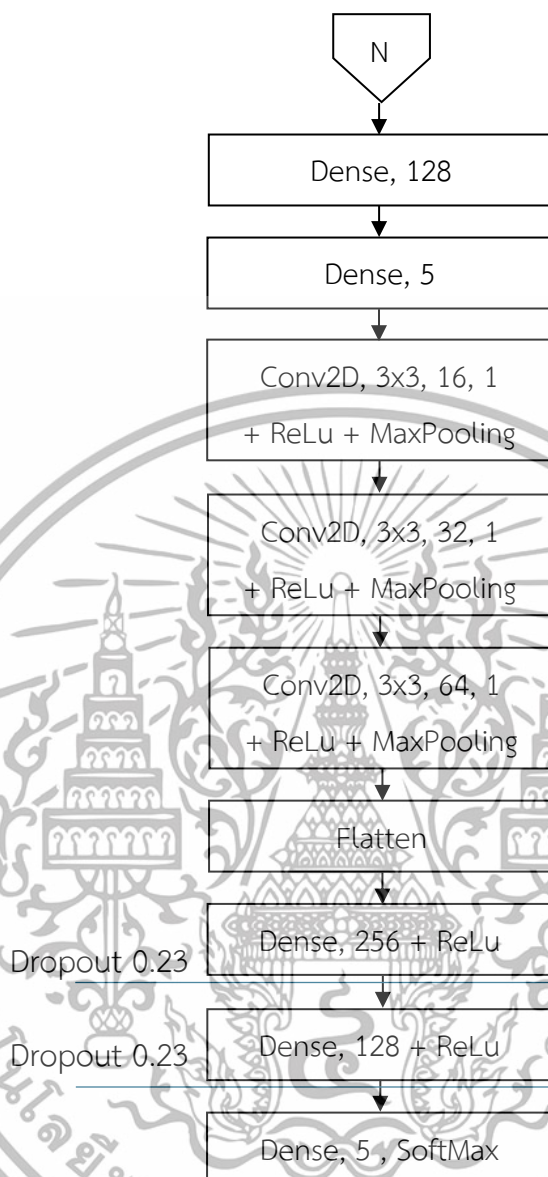 N
Dense, 128
Dense, 5
Conv2D, 3x3, 16, 1
+ ReLu + MaxPooling
Conv2D, 3x3, 32, 1
+ ReLu + MaxPooling
Conv2D, 3x3, 64, 1
+ ReLu + MaxPooling
Flatten
Dense, 256 + ReLu
Dropout 0.23
Dense, 128 + ReLu
Dropout 0.23
Dense, 5 , SoftMax